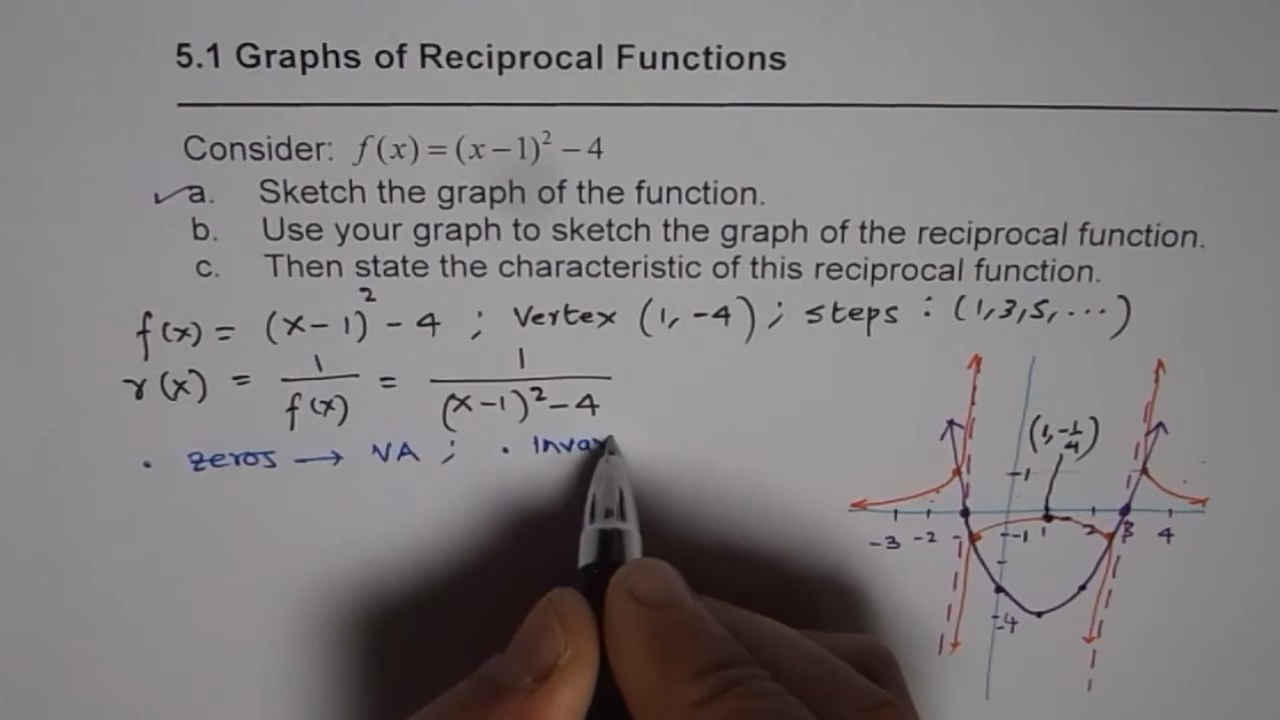 5.1 Graphs of Reciprocal Functions
Consider: f(x) = (x−1)² − 4
a. Sketch the graph of the function.
b. Use your graph to sketch the graph of the reciprocal function.
c. Then state the characteristic of this reciprocal function.
f(x) = (x−1)² − 4 ; Vertex (1, −4) ; steps : (1,3,5, ...)
r(x) = 1/f(x) = 1/((x−1)² − 4)
. zeros → VA ; . Inva
(1, −1/4)
−1
−3 −2 − −1 1 2 3 4
−4